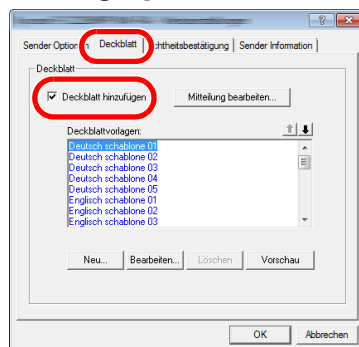 Sender Option n Deckblatt chtheitsbestätigung Sender Information
Deckblatt
Deckblatt hinzufügen Mitteilung bearbeiten...
Deckblattvorlagen:
Deutsch schablone 01
Deutsch schablone 02
Deutsch schablone 03
Deutsch schablone 04
Deutsch schablone 05
Englisch schablone 01
Englisch schablone 02
Englisch schablone 03
Neu... Bearbeiten... Löschen Vorschau
OK Abbrechen